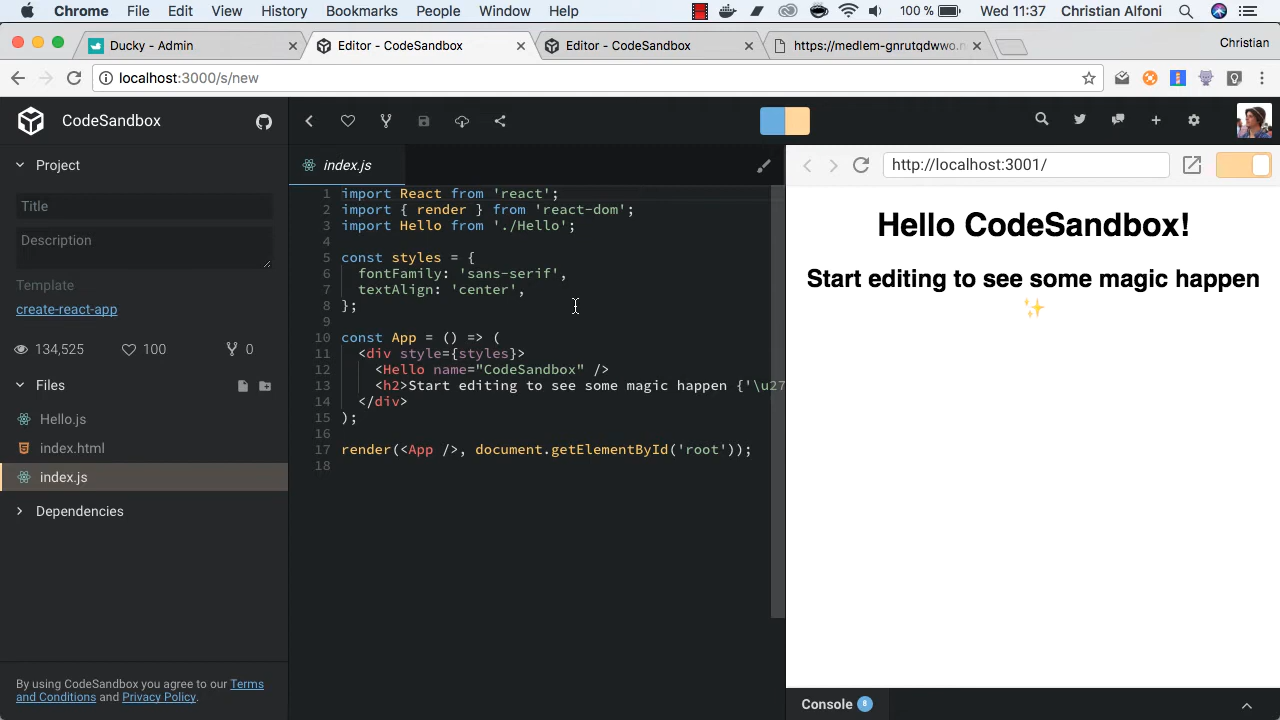 Chrome File Edit View History Bookmarks People Window Help 100 % Wed 11:37 Christian Alfoni
Ducky - Admin
Editor - CodeSandbox
Editor - CodeSandbox
https://medlem-gnrutqdwwo.n
Christian
localhost:3000/s/new
CodeSandbox
Project
Title
Description
Template
create-react-app
134,525 100 0
Files
Hello.js
index.html
index.js
Dependencies
By using CodeSandbox you agree to our Terms
and Conditions and Privacy Policy.
index.js
1 import React from 'react';
2 import { render } from 'react-dom';
3 import Hello from './Hello';
4
5 const styles = {
6 fontFamily: 'sans-serif',
7 textAlign: 'center',
8 };
9
10 const App = () => (
11 <div style={styles}>
12 <Hello name="CodeSandbox" />
13 <h2>Start editing to see some magic happen {'\u27
14 </div>
15 );
16
17 render(<App />, document.getElementById('root'));
18
http://localhost:3001/
Hello CodeSandbox!
Start editing to see some magic happen
✨
Console 8